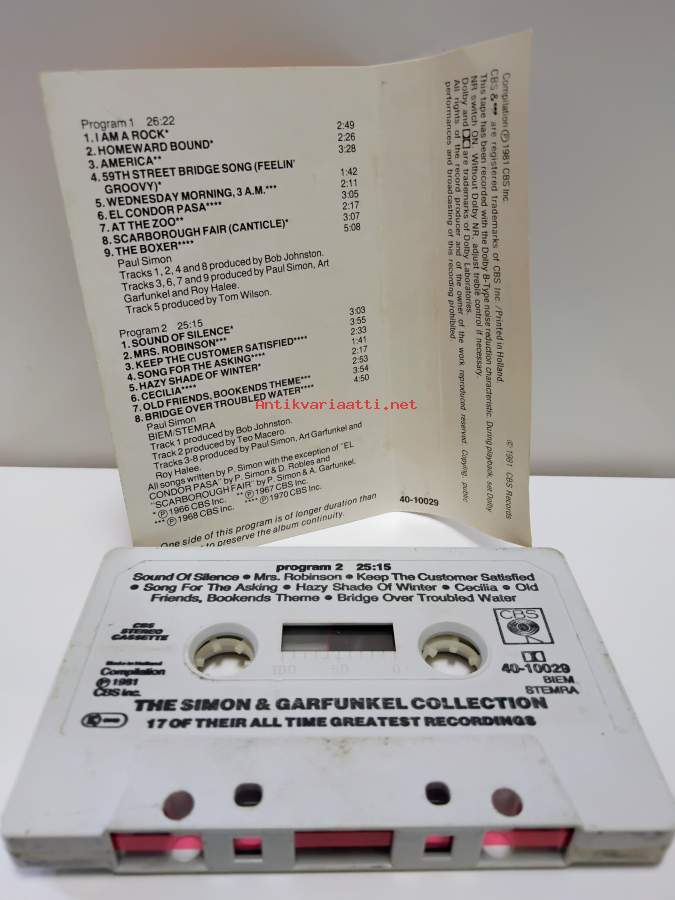 Program 1 26:22
1. I AM A ROCK* 2:49
2. HOMEWARD BOUND* 2:26
3. AMERICA** 3:28
4. 59TH STREET BRIDGE SONG (FEELIN'
GROOVY)* 1:42
5. WEDNESDAY MORNING, 3 A.M.*** 2:11
6. EL CONDOR PASA**** 3:05
7. AT THE ZOO** 2:17
8. SCARBOROUGH FAIR (CANTICLE)* 3:07
9. THE BOXER**** 5:08
Paul Simon
Tracks 1, 2, 4 and 8 produced by Bob Johnston.
Tracks 3, 6, 7 and 9 produced by Paul Simon, Art
Garfunkel and Roy Halee.
Track 5 produced by Tom Wilson.
Program 2 25:15
1. SOUND OF SILENCE* 3:03
2. MRS. ROBINSON*** 3:55
3. KEEP THE CUSTOMER SATISFIED**** 2:33
4. SONG FOR THE ASKING**** 1:41
5. HAZY SHADE OF WINTER* 2:17
6. CECILIA**** 2:53
7. OLD FRIENDS, BOOKENDS THEME*** 3:54
8. BRIDGE OVER TROUBLED WATER**** 4:50
Paul Simon
BIEM/STEMRA
Track 1 produced by Bob Johnston.
Track 2 produced by Teo Macero.
Tracks 3-8 produced by Paul Simon, Art Garfunkel and
Roy Halee.
All songs written by P. Simon with the exception of "EL
CONDOR PASA" by P. Simon & D. Robles and
"SCARBOROUGH FAIR" by P. Simon & A. Garfunkel.
* ℗ 1966 CBS Inc. ** ℗ 1967 CBS Inc.
*** ℗ 1968 CBS Inc. **** ℗ 1970 CBS Inc.
One side of this program is of longer duration than
to preserve the album continuity.
Compilation ℗ 1981 CBS Inc.
CBS & are registered trademarks of CBS Inc./Printed in Holland.
This tape has been recorded with the Dolby B-Type noise reduction characteristic. During playback, set Dolby
NR switch ON. Without Dolby NR, adjust treble control if necessary.
Dolby and are trademarks of Dolby Laboratories.
All rights of the record producer and of the owner of the work reproduced reserved. Copying, public
performances and broadcasting of this recording prohibited.
© 1981 CBS Records
40-10029
Antikvariaatti.net
program 2 25:15
Sound Of Silence • Mrs. Robinson • Keep The Customer Satisfied
• Song For The Asking • Hazy Shade Of Winter • Cecilia • Old
Friends, Bookends Theme • Bridge Over Troubled Water
CBS
STEREO
CASSETTE
Made in Holland
Compilation
℗ 1981
CBS Inc.
100 50 0
CBS
40-10029
BIEM
STEMRA
THE SIMON & GARFUNKEL COLLECTION
17 OF THEIR ALL TIME GREATEST RECORDINGS